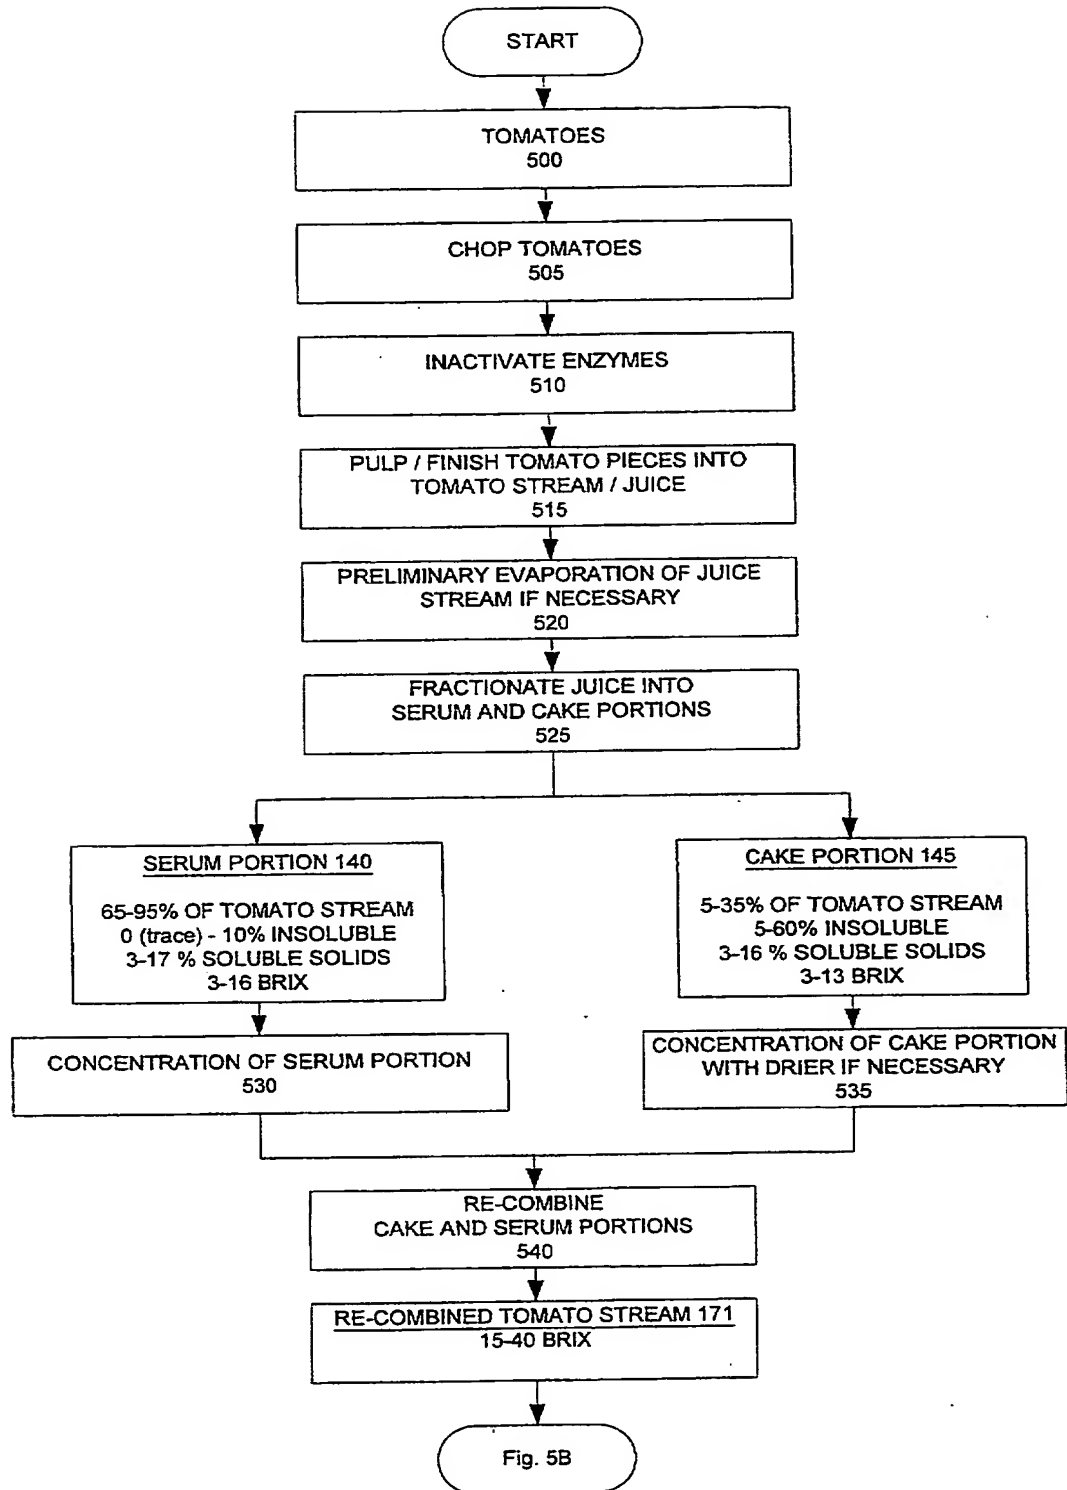 START
TOMATOES
500
CHOP TOMATOES
505
INACTIVATE ENZYMES
510
PULP / FINISH TOMATO PIECES INTO
TOMATO STREAM / JUICE
515
PRELIMINARY EVAPORATION OF JUICE
STREAM IF NECESSARY
520
FRACTIONATE JUICE INTO
SERUM AND CAKE PORTIONS
525
SERUM PORTION 140
65-95% OF TOMATO STREAM
0 (trace) - 10% INSOLUBLE
3-17 % SOLUBLE SOLIDS
3-16 BRIX
CAKE PORTION 145
5-35% OF TOMATO STREAM
5-60% INSOLUBLE
3-16 % SOLUBLE SOLIDS
3-13 BRIX
CONCENTRATION OF SERUM PORTION
530
CONCENTRATION OF CAKE PORTION
WITH DRIER IF NECESSARY
535
RE-COMBINE
CAKE AND SERUM PORTIONS
540
RE-COMBINED TOMATO STREAM 171
15-40 BRIX
Fig. 5B